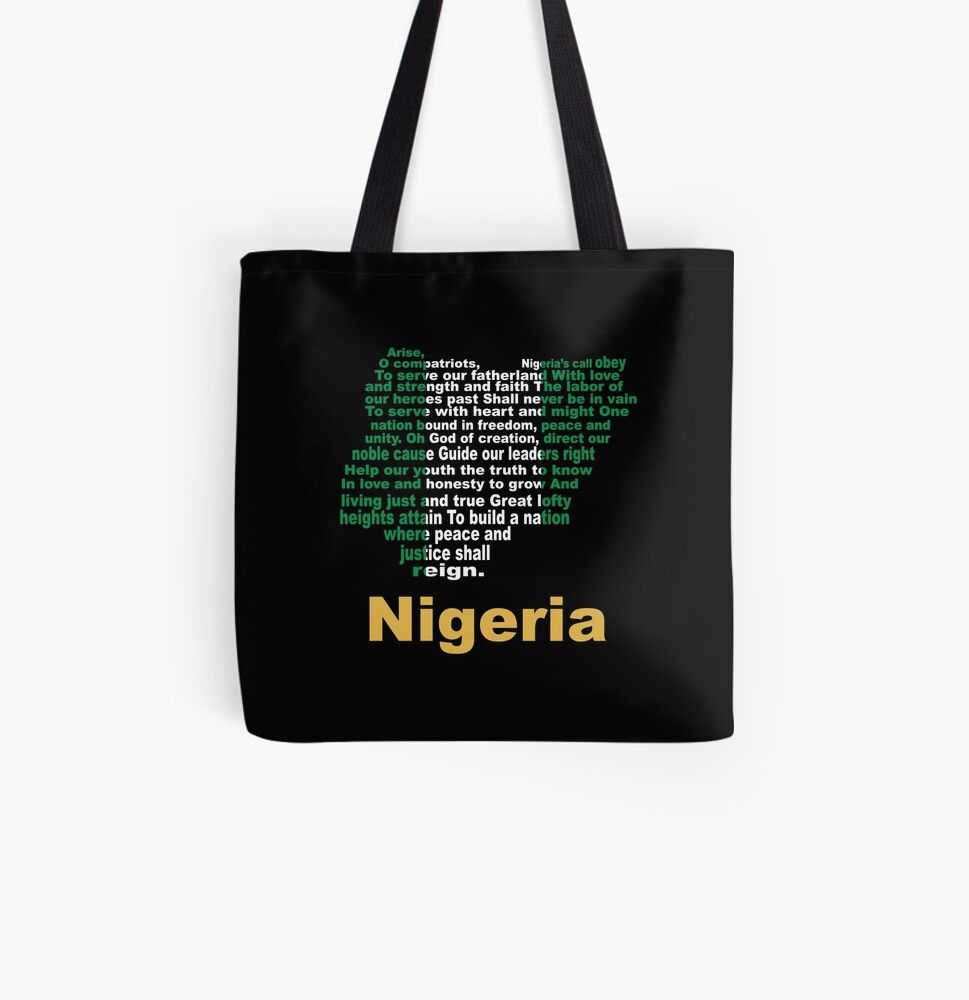 Arise,
O compatriots, Nigeria's call obey
To serve our fatherland With love
and strength and faith The labor of
our heroes past Shall never be in vain
To serve with heart and might One
nation bound in freedom, peace and
unity. Oh God of creation, direct our
noble cause Guide our leaders right
Help our youth the truth to know
In love and honesty to grow And
living just and true Great lofty
heights attain To build a nation
where peace and
justice shall
reign.
Nigeria